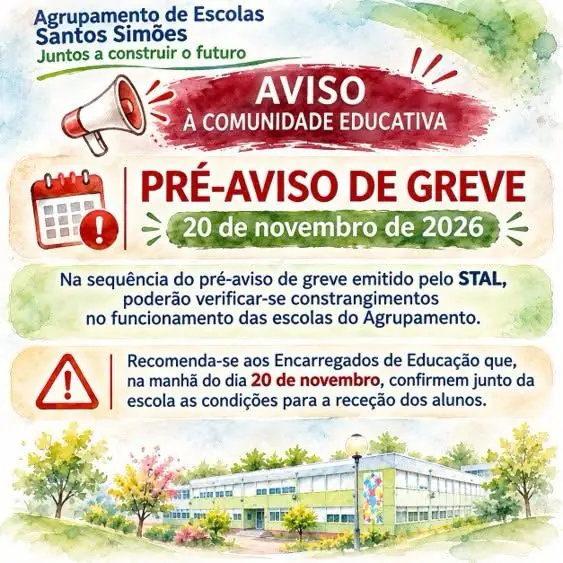 Agrupamento de Escolas
Santos Simões
Juntos a construir o futuro
AVISO
À COMUNIDADE EDUCATIVA
PRÉ-AVISO DE GREVE
20 de novembro de 2026
Na sequência do pré-aviso de greve emitido pelo STAL,
poderão verificar-se constrangimentos
no funcionamento das escolas do Agrupamento.
Recomenda-se aos Encarregados de Educação que,
na manhã do dia 20 de novembro, confirmem junto da
escola as condições para a receção dos alunos.